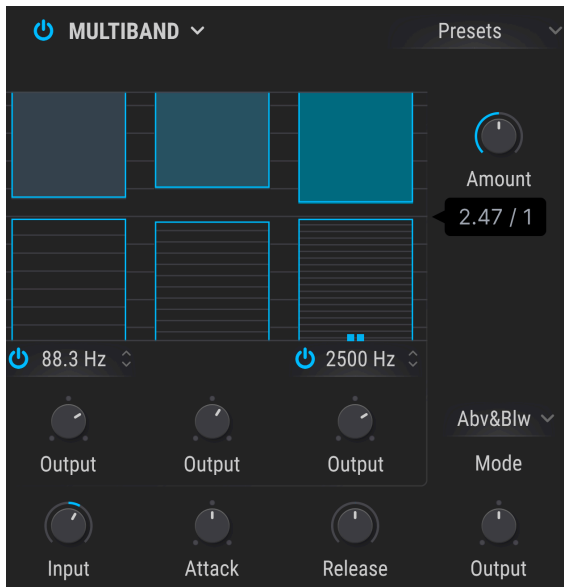 MULTIBAND
Presets
Amount
2.47 / 1
88.3 Hz
2500 Hz
Output
Output
Output
Abv&Blw
Mode
Input
Attack
Release
Output